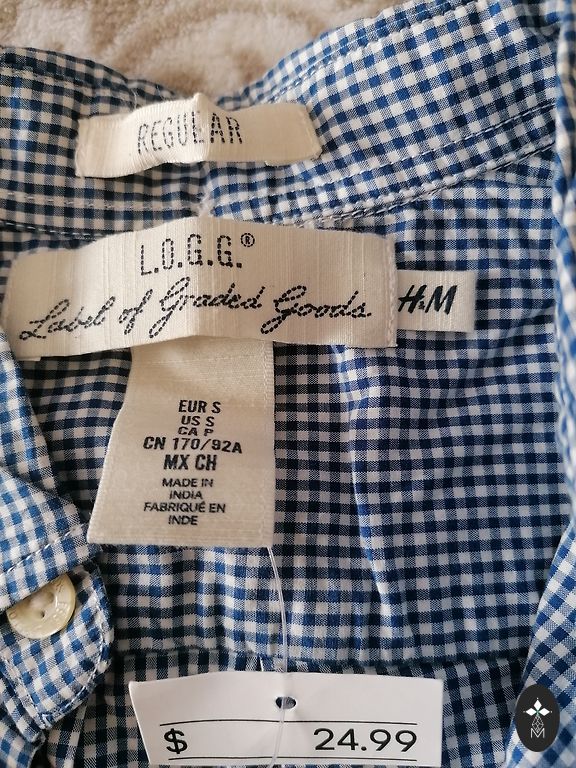 REGULAR
L.O.G.G.®
Label of Graded Goods
H&M
EUR S
US S
CA P
CN 170/92A
MX CH
MADE IN
INDIA
FABRIQUÉ EN
INDE
$ 24.99
M